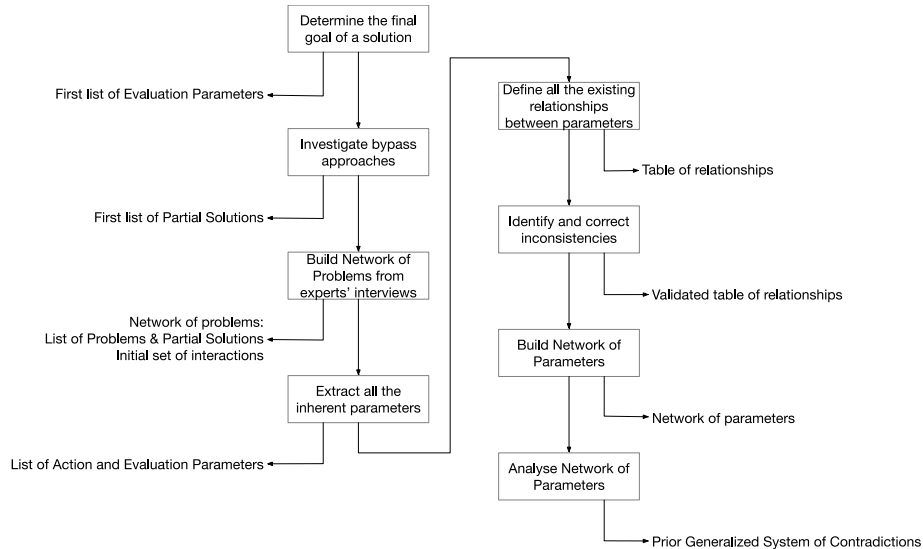 Determine the final
goal of a solution
First list of Evaluation Parameters
Investigate bypass
approaches
First list of Partial Solutions
Build Network of
Problems from
experts' interviews
Network of problems:
List of Problems & Partial Solutions
Initial set of interactions
Extract all the
inherent parameters
List of Action and Evaluation Parameters
Define all the existing
relationships
between parameters
Table of relationships
Identify and correct
inconsistencies
Validated table of relationships
Build Network of
Parameters
Network of parameters
Analyse Network of
Parameters
Prior Generalized System of Contradictions